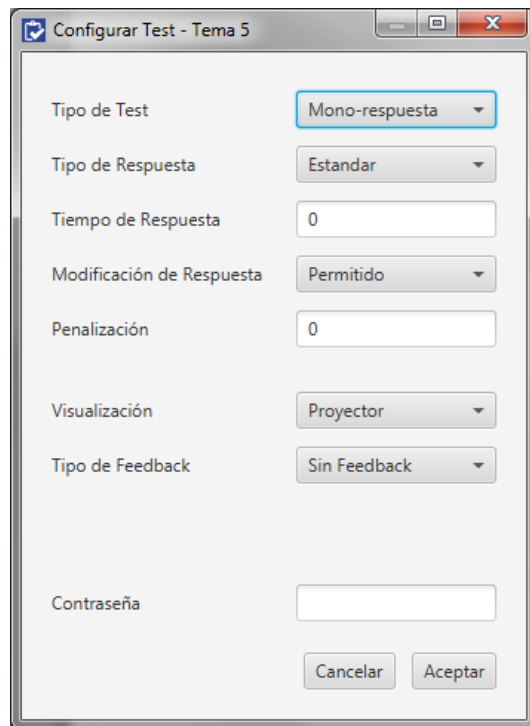 Configurar Test - Tema 5
Tipo de Test Mono-respuesta
Tipo de Respuesta Estandar
Tiempo de Respuesta 0
Modificación de Respuesta Permitido
Penalización 0
Visualización Proyector
Tipo de Feedback Sin Feedback
Contraseña
Cancelar Aceptar